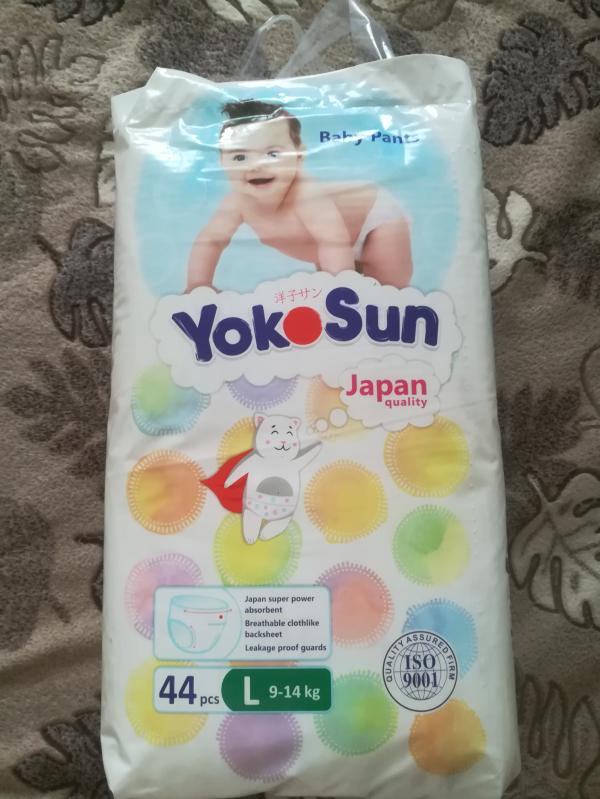 Baby Pants
洋子サン
YokoSun
Japan
quality
Japan super power
absorbent
Breathable clothlike
backsheet
Leakage proof guards
44 pcs
L 9-14 kg
QUALITY ASSURED FIRM
ISO
9001